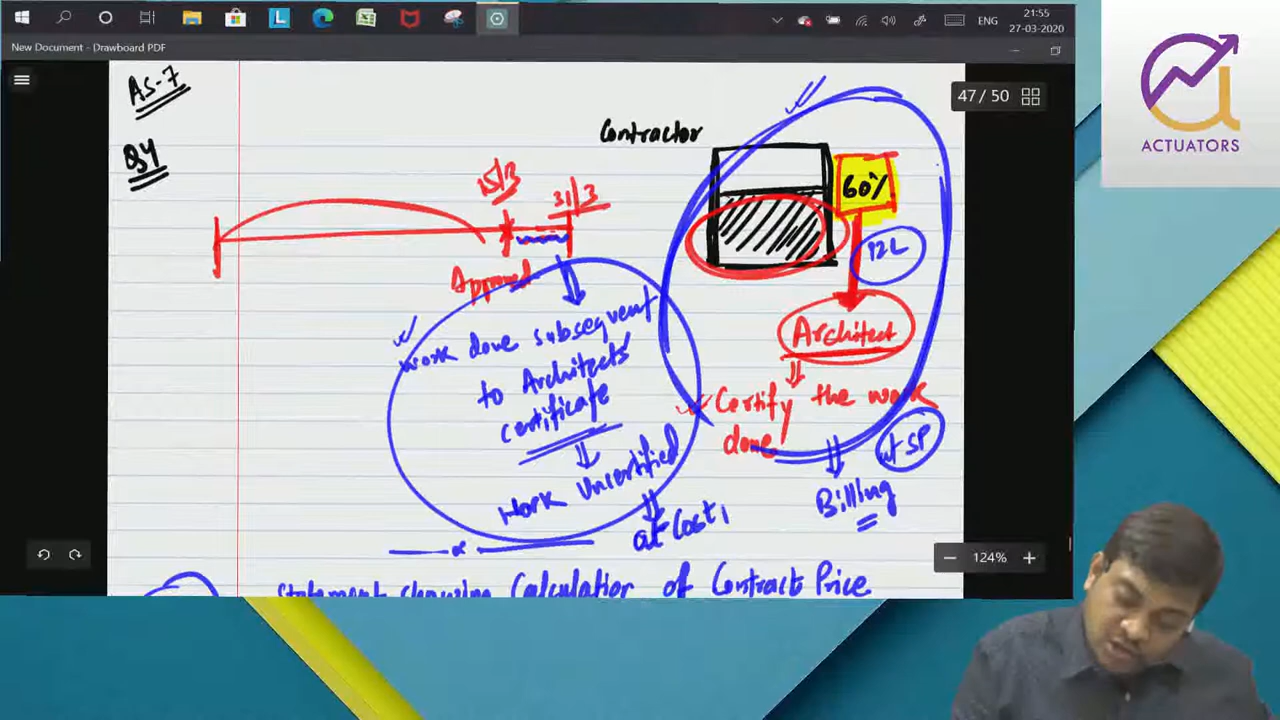 21:55
ENG
27-03-2020
New Document - Drawboard PDF
47 / 50
ACTUATORS
AS-7
Q4
Contractor
60%
15/3
31/3
12L
Approved
Architect
work done subsequent
to Architects
certificate
Work Uncertified
at Cost
Certify the work
done
at SP
Billing
124%
Statement showing Calculation of Contract Price